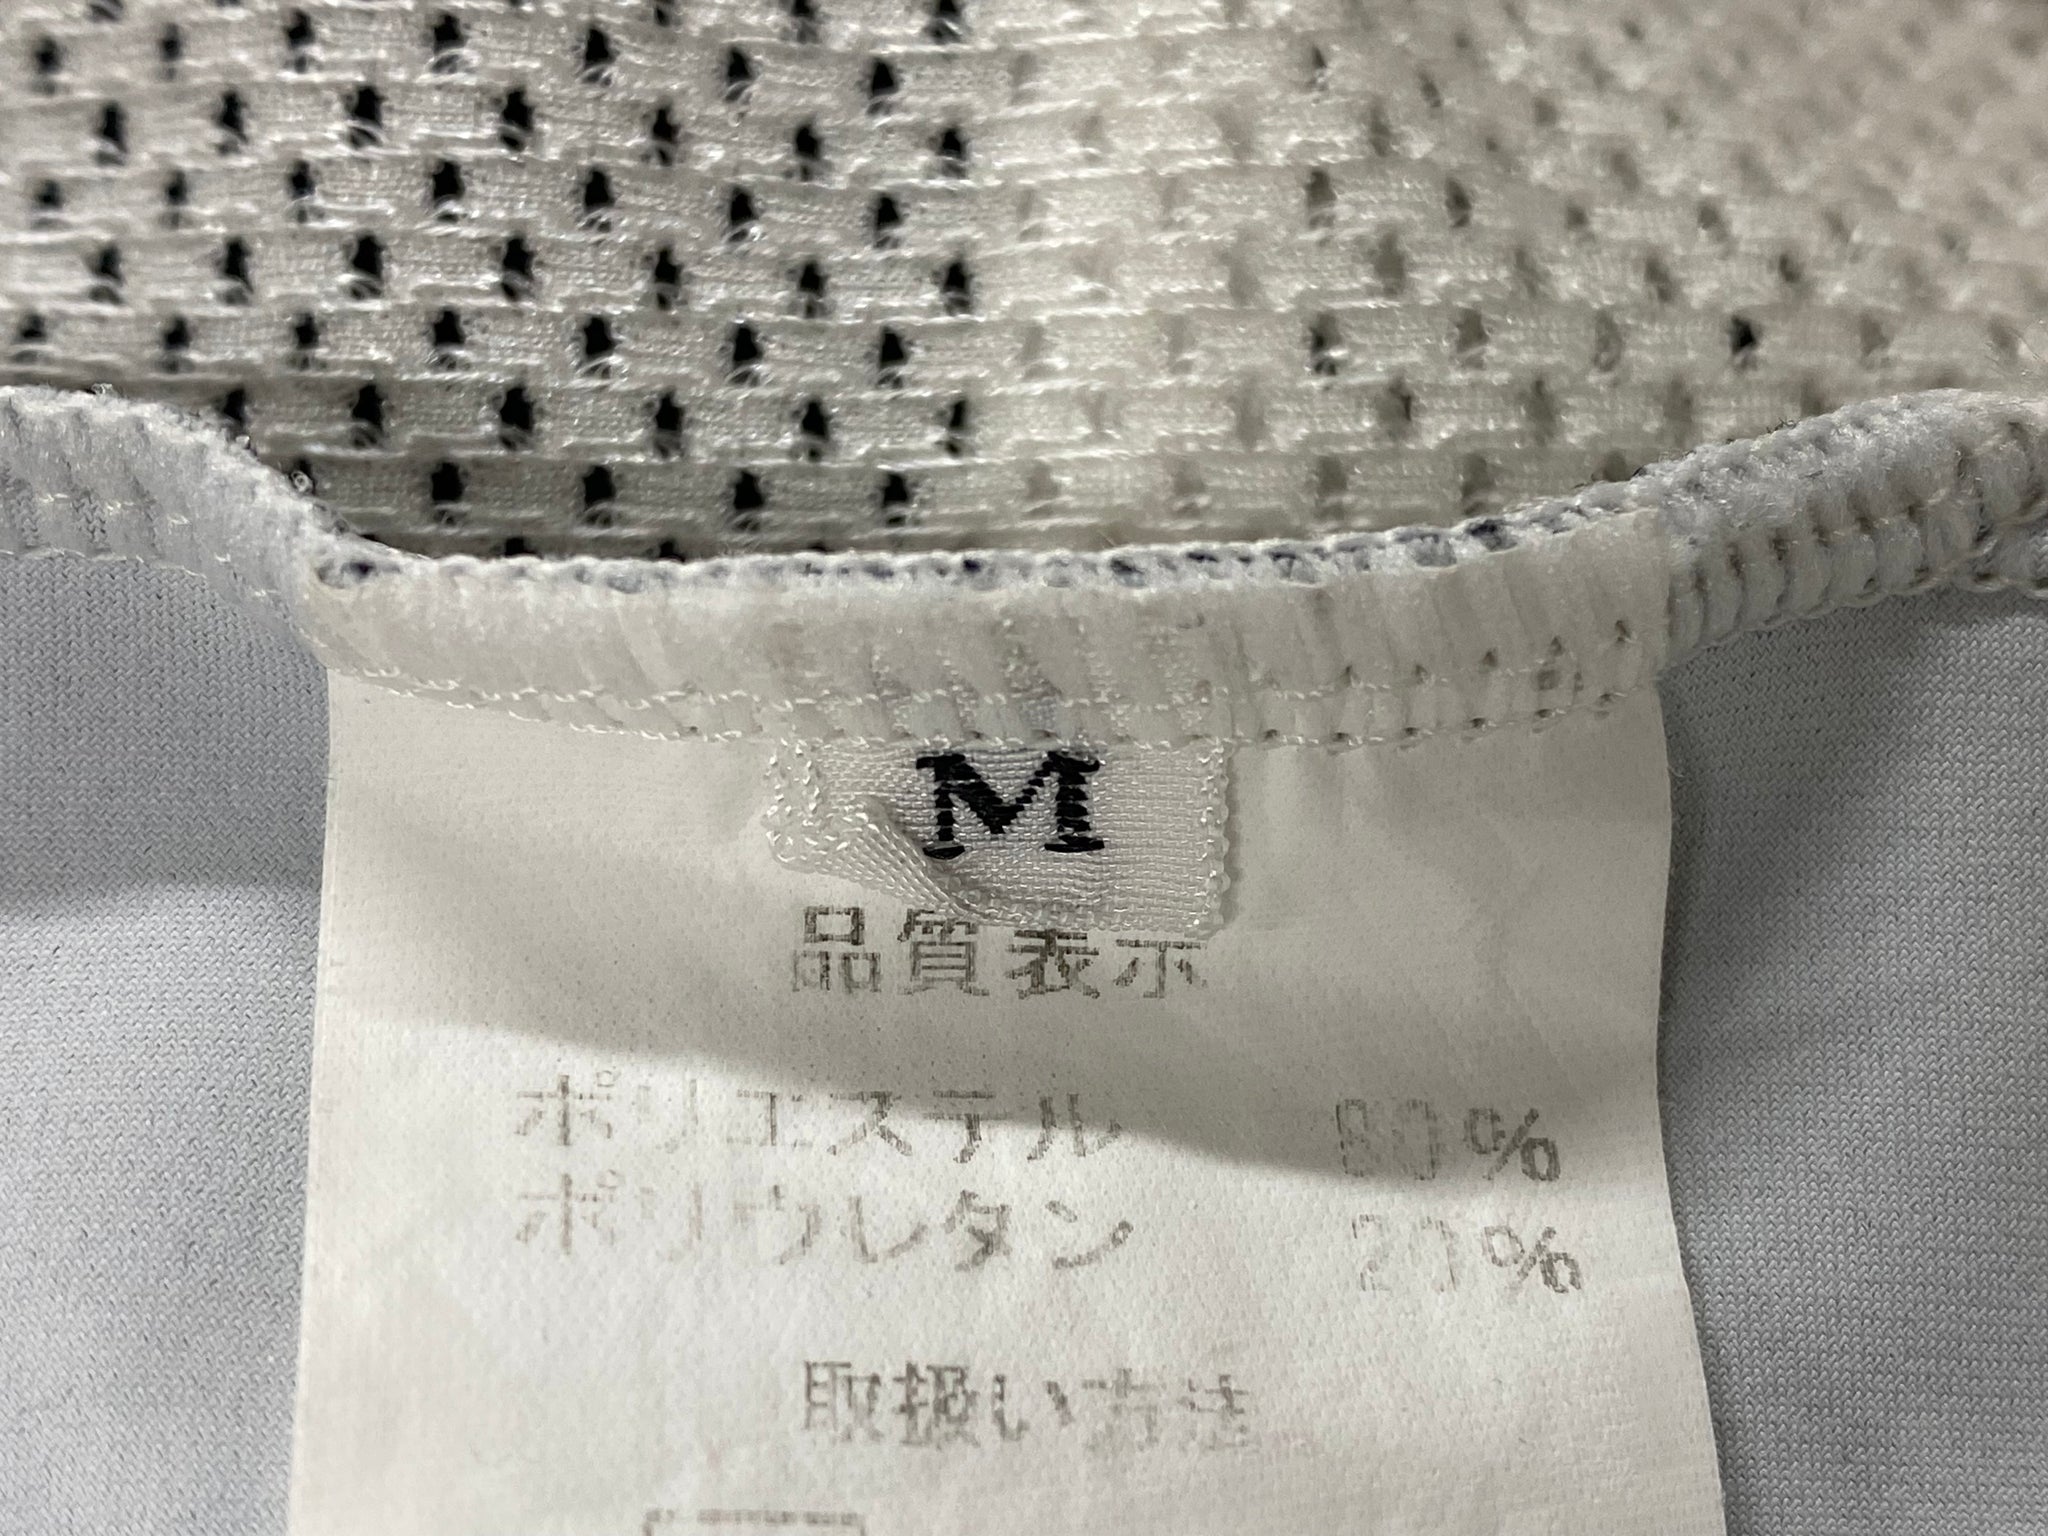 M
品質表示
ポリエステル 80%
ポリウレタン 20%
取扱い方法